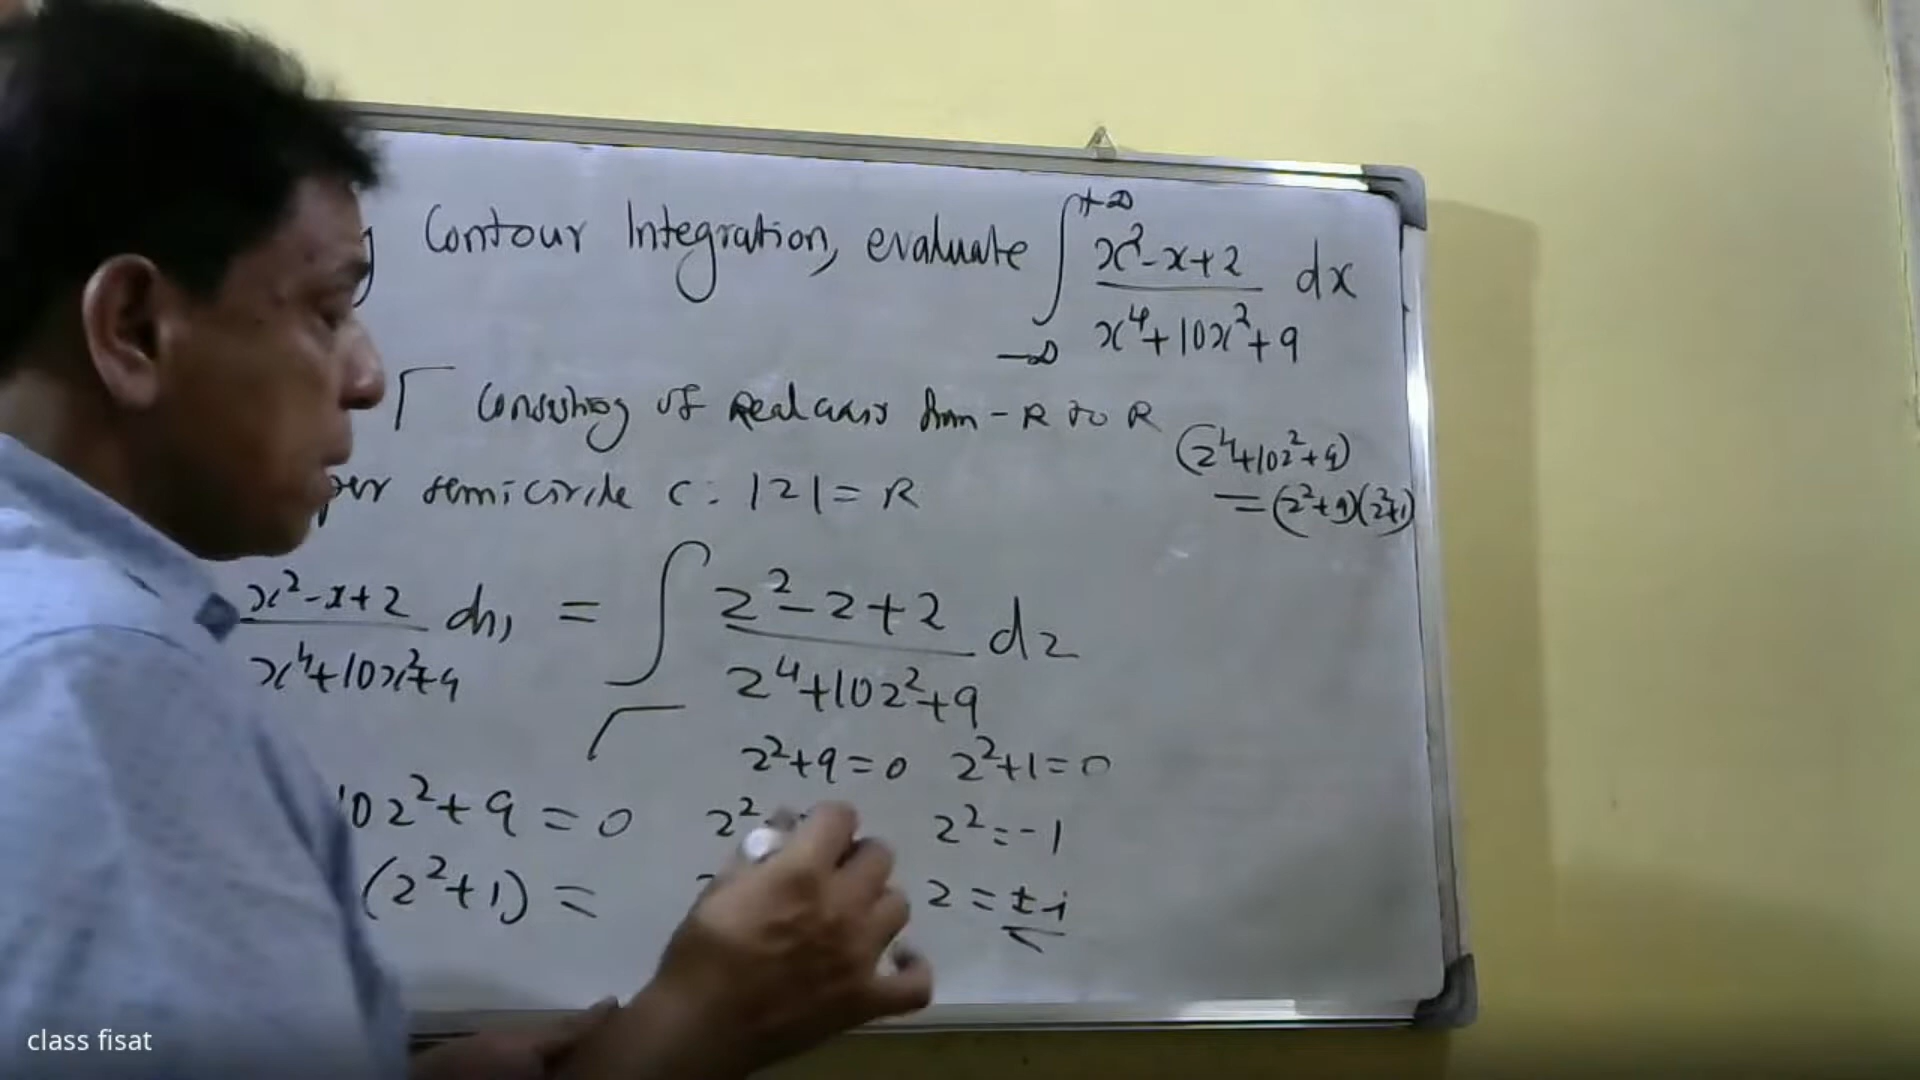 Contour Integration, evaluate ∫_{-∞}^{+∞} (x²-x+2)/(x⁴+10x²+9) dx
Γ Consisting of Real axis from -R to R
semicircle C: |z| = R
(z⁴+10z²+9)
= (z²+9)(z²+1)
(x²-x+2)/(x⁴+10x²+9) dx, = ∫_Γ (z²-z+2)/(z⁴+10z²+9) dz
z²+9=0 z²+1=0
10z²+9=0 z² z²=-1
(z²+1) = z = ±i
class fisat